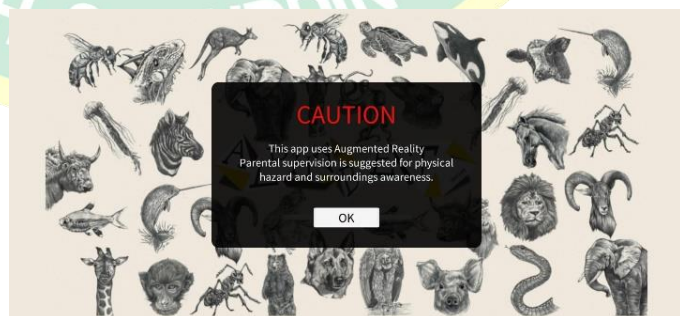 CAUTION
This app uses Augmented Reality
Parental supervision is suggested for physical
hazard and surroundings awareness.
OK